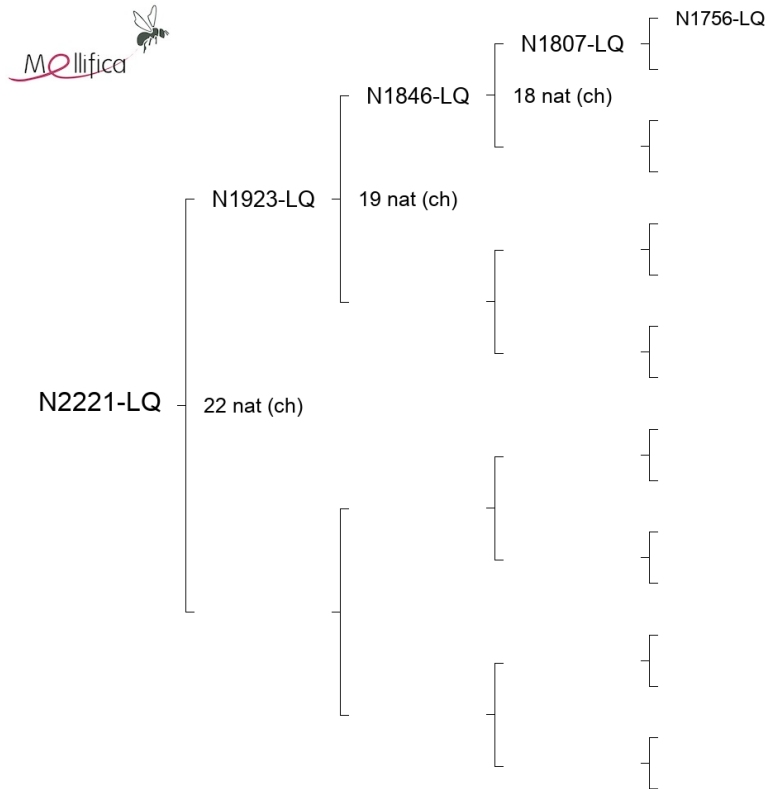 Mellifica
N1756-LQ
N1807-LQ
N1846-LQ
18 nat (ch)
N1923-LQ
19 nat (ch)
N2221-LQ
22 nat (ch)